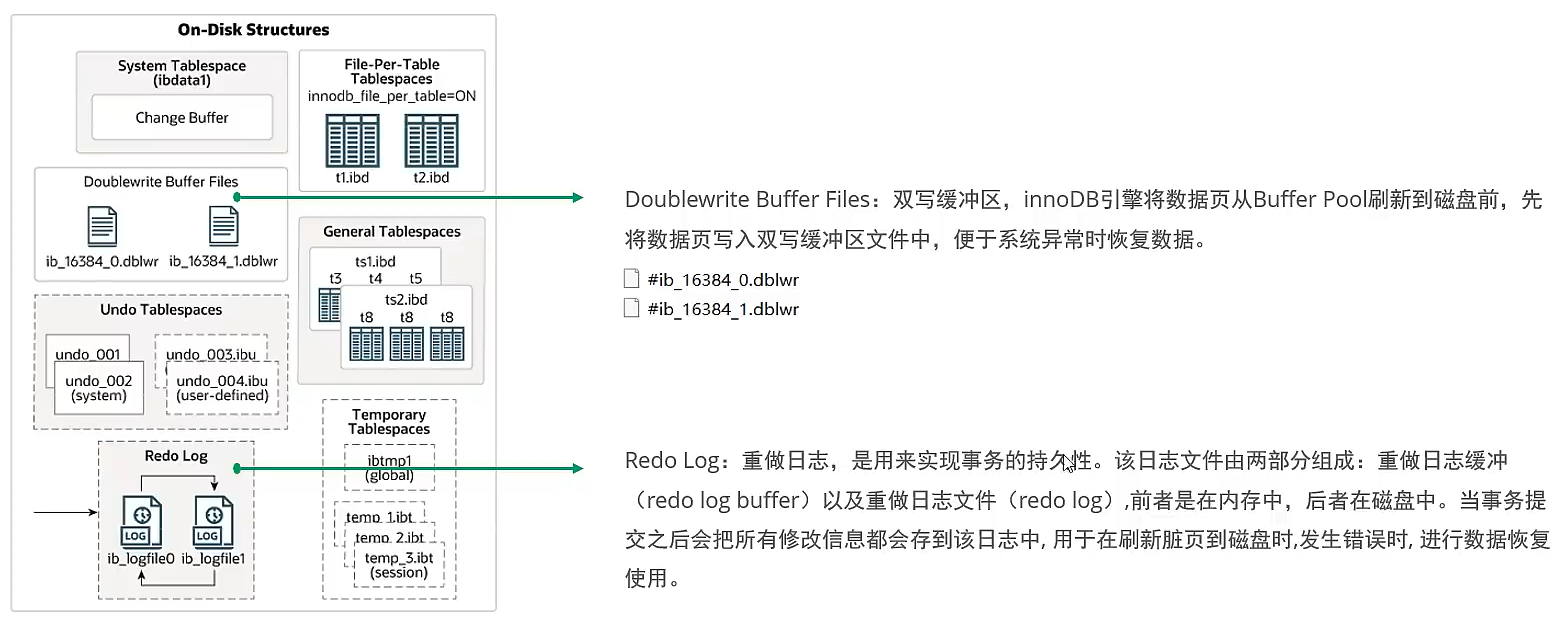 On-Disk Structures
System Tablespace
(ibdata1)
Change Buffer
File-Per-Table
Tablespaces
innodb_file_per_table=ON
t1.ibd
t2.ibd
Doublewrite Buffer Files
ib_16384_0.dblwr
ib_16384_1.dblwr
General Tablespaces
ts1.ibd
t3 t4 t5
ts2.ibd
t8 t8 t8
Undo Tablespaces
undo_001
undo_002
(system)
undo_003.ibu
undo_004.ibu
(user-defined)
Temporary
Tablespaces
ibtmp1
(global)
temp_1.ibt
temp_2.ibt
temp_3.ibt
(session)
Redo Log
LOG
LOG
ib_logfile0
ib_logfile1
Doublewrite Buffer Files：双写缓冲区，innoDB引擎将数据页从Buffer Pool刷新到磁盘前，先
将数据页写入双写缓冲区文件中，便于系统异常时恢复数据。
#ib_16384_0.dblwr
#ib_16384_1.dblwr
Redo Log：重做日志，是用来实现事务的持久性。该日志文件由两部分组成：重做日志缓冲
（redo log buffer）以及重做日志文件（redo log）,前者是在内存中，后者在磁盘中。当事务提
交之后会把所有修改信息都会存到该日志中, 用于在刷新脏页到磁盘时,发生错误时, 进行数据恢复
使用。